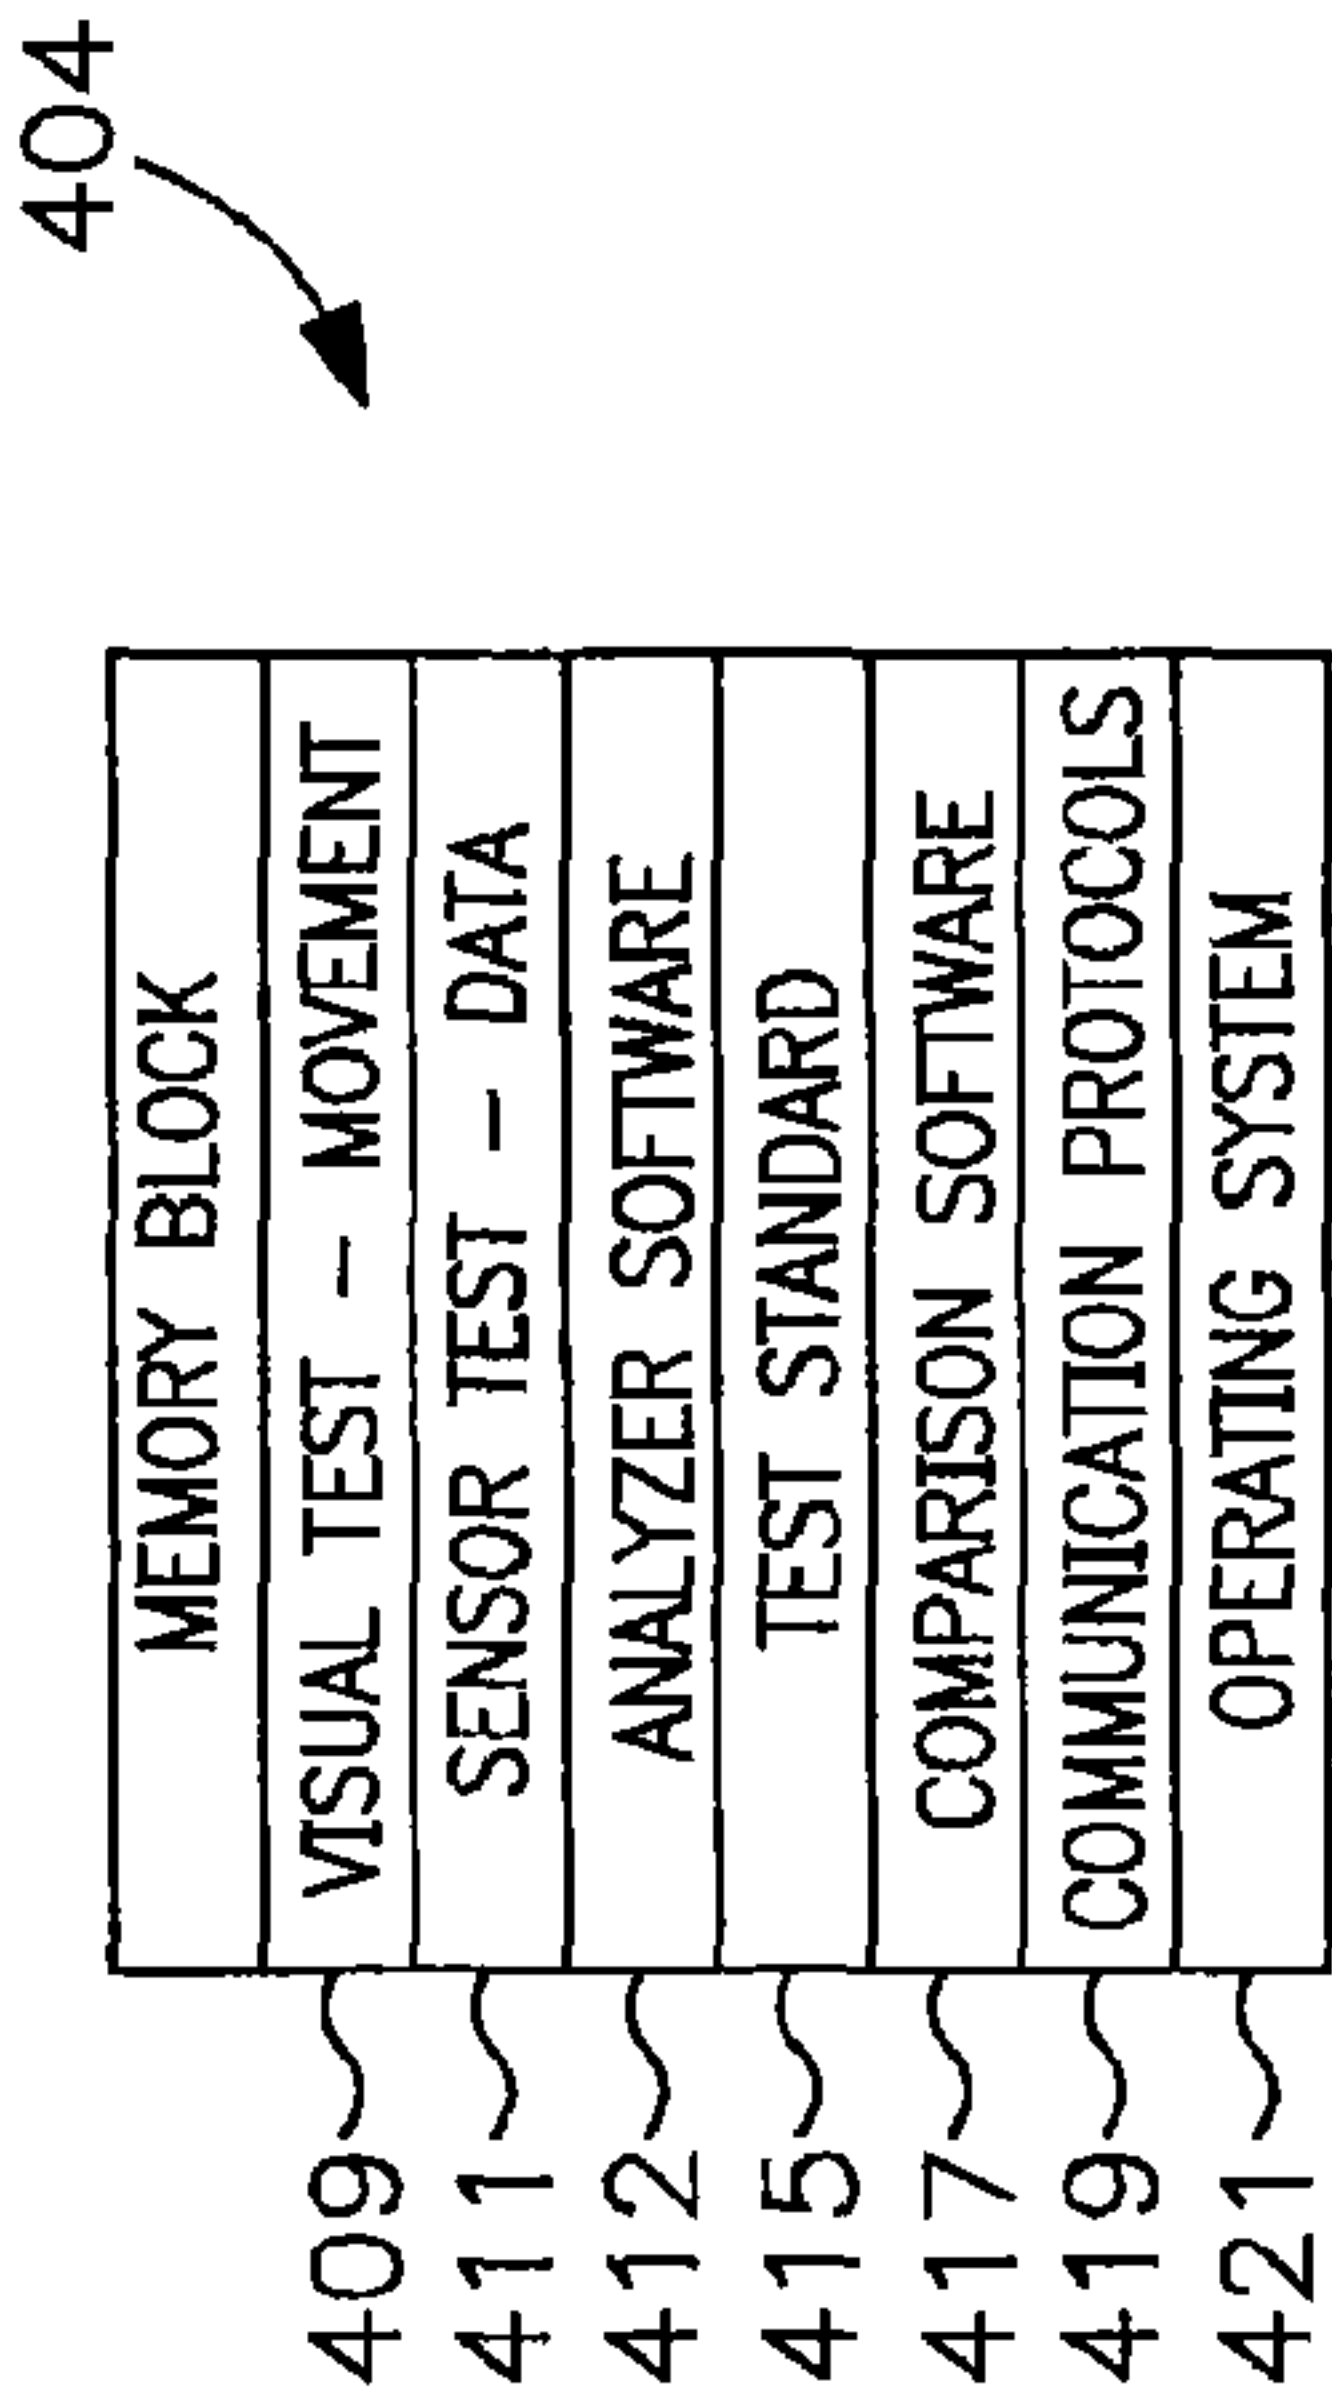 404
MEMORY BLOCK
409 VISUAL TEST - MOVEMENT
411 SENSOR TEST - DATA
412 ANALYZER SOFTWARE
415 TEST STANDARD
417 COMPARISON SOFTWARE
419 COMMUNICATION PROTOCOLS
421 OPERATING SYSTEM